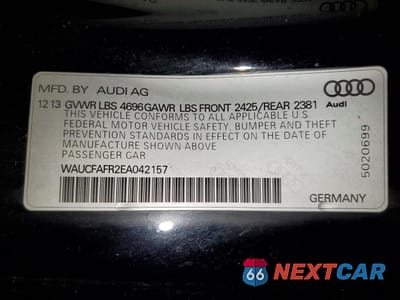 MFD. BY AUDI AG
12 13 GVWR LBS 4696GAWR LBS FRONT 2425/REAR 2381
Audi
THIS VEHICLE CONFORMS TO ALL APPLICABLE U.S.
FEDERAL MOTOR VEHICLE SAFETY, BUMPER AND THEFT
PREVENTION STANDARDS IN EFFECT ON THE DATE OF
MANUFACTURE SHOWN ABOVE.
PASSENGER CAR
WAUCFAFR2EA042157
GERMANY
5020699
66 NEXTCAR